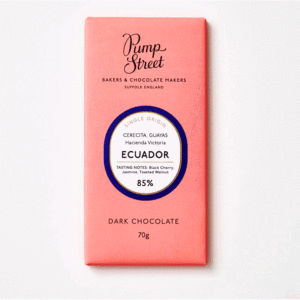 Pump
Street
BAKERS & CHOCOLATE MAKERS
SUFFOLK ENGLAND
SINGLE ORIGIN
CERECITA, GUAYAS
Hacienda Victoria
ECUADOR
TASTING NOTES: Black Cherry,
Jasmine, Toasted Walnut
85%
DARK CHOCOLATE
70g